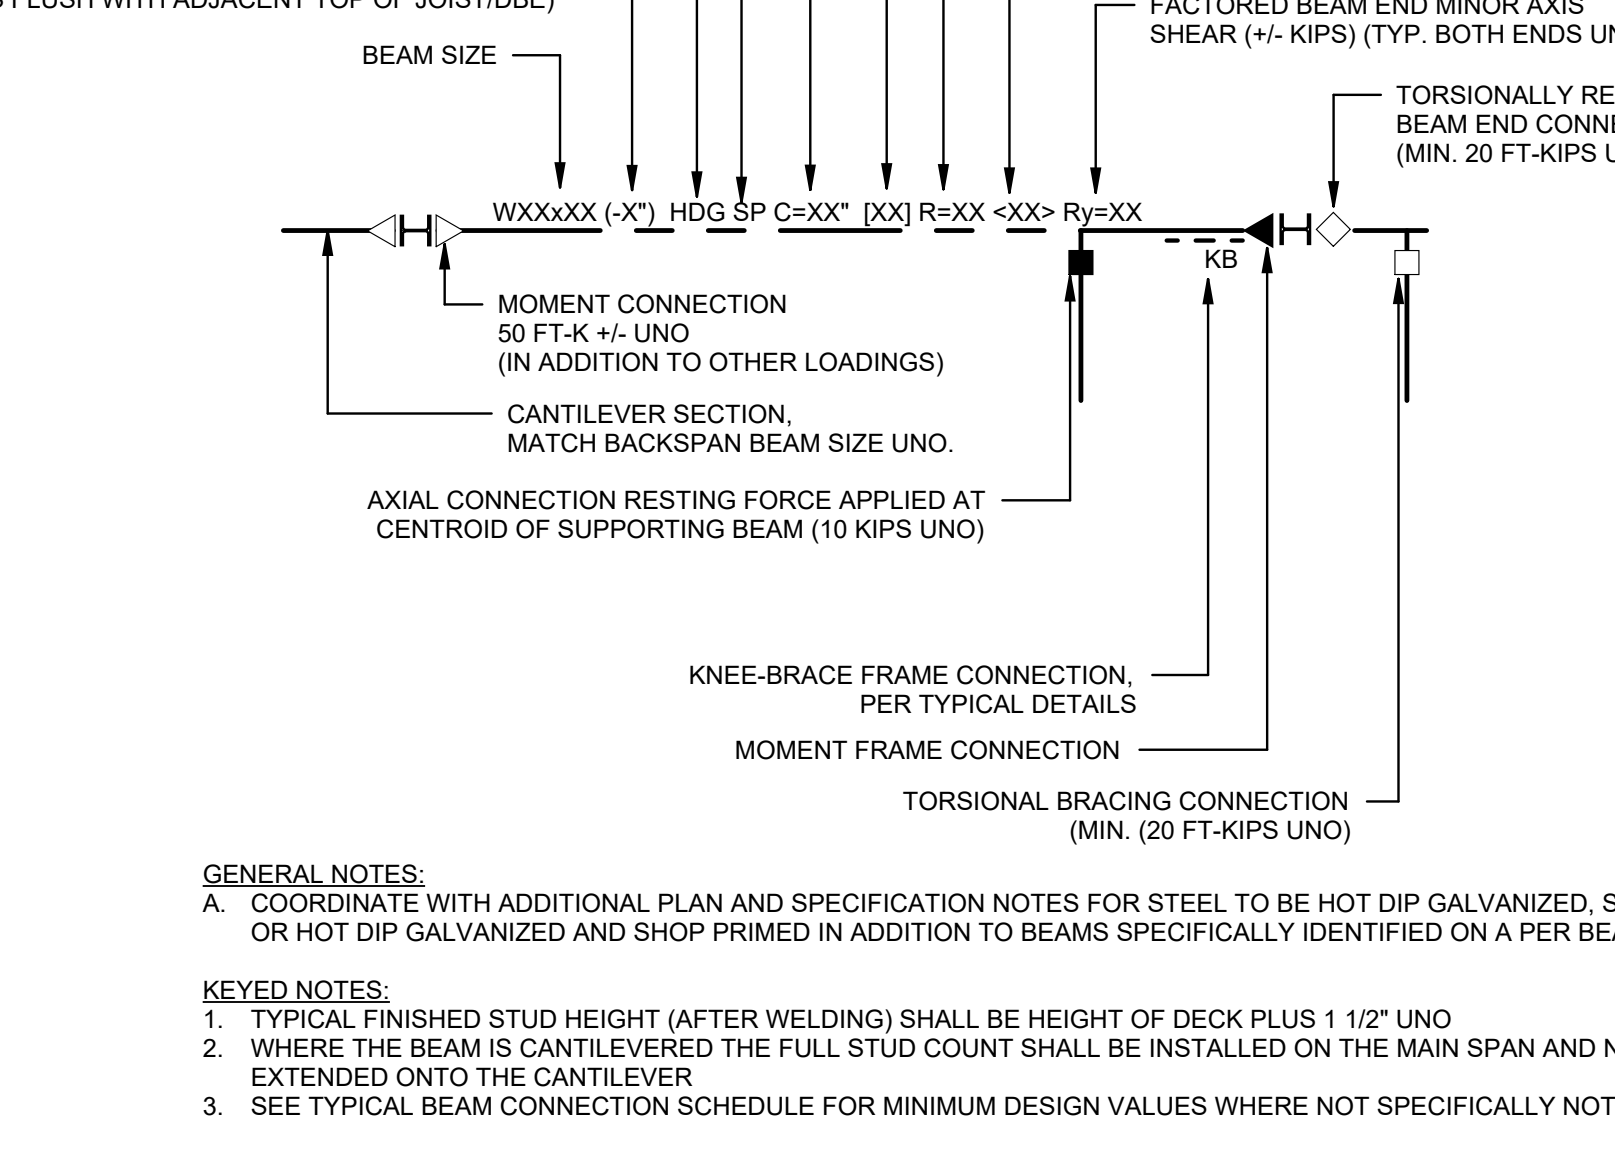 FLUSH WITH ADJACENT TOP OF JOIST/DBE)
FACTORED BEAM END MINOR AXIS
SHEAR (+/- KIPS) (TYP. BOTH ENDS
BEAM SIZE
TORSIONALLY
BEAM END
(MIN. 20 FT-KIPS
WXXxXX (-X") HDG SP C=XX" [XX] R=XX <XX> Ry=XX
KB
MOMENT CONNECTION
50 FT-K +/- UNO
(IN ADDITION TO OTHER LOADINGS)
CANTILEVER SECTION,
MATCH BACKSPAN BEAM SIZE UNO.
AXIAL CONNECTION RESTING FORCE APPLIED AT
CENTROID OF SUPPORTING BEAM (10 KIPS UNO)
KNEE-BRACE FRAME CONNECTION,
PER TYPICAL DETAILS
MOMENT FRAME CONNECTION
TORSIONAL BRACING CONNECTION
(MIN. (20 FT-KIPS UNO)
GENERAL NOTES:
A. COORDINATE WITH ADDITIONAL PLAN AND SPECIFICATION NOTES FOR STEEL TO BE HOT DIP GALVANIZED,
OR HOT DIP GALVANIZED AND SHOP PRIMED IN ADDITION TO BEAMS SPECIFICALLY IDENTIFIED ON A PER
KEYED NOTES:
1. TYPICAL FINISHED STUD HEIGHT (AFTER WELDING) SHALL BE HEIGHT OF DECK PLUS 1 1/2" UNO
2. WHERE THE BEAM IS CANTILEVERED THE FULL STUD COUNT SHALL BE INSTALLED ON THE MAIN SPAN AND
EXTENDED ONTO THE CANTILEVER
3. SEE TYPICAL BEAM CONNECTION SCHEDULE FOR MINIMUM DESIGN VALUES WHERE NOT SPECIFICALLY